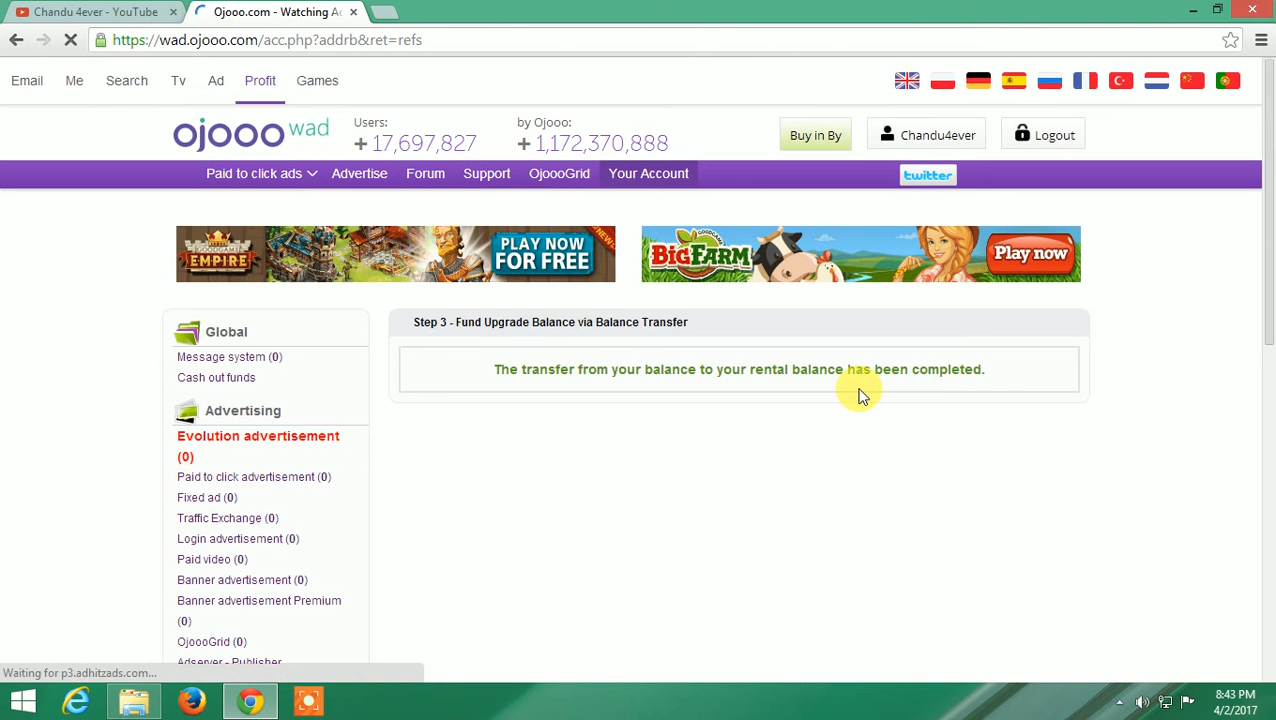 Chandu 4ever - YouTube
Ojooo.com - Watching Ac
https://wad.ojooo.com/acc.php?addrb&ret=refs
Email Me Search Tv Ad Profit Games
ojooo wad
Users:
+ 17,697,827
by Ojooo:
+ 1,172,370,888
Buy in By
Chandu4ever
Logout
Paid to click ads Advertise Forum Support OjoooGrid Your Account
twitter
GOODGAME EMPIRE
PLAY NOW FOR FREE
NEW
GOODGAME BIGFARM
Play now
Global
Message system (0)
Cash out funds
Advertising
Evolution advertisement
(0)
Paid to click advertisement (0)
Fixed ad (0)
Traffic Exchange (0)
Login advertisement (0)
Paid video (0)
Banner advertisement (0)
Banner advertisement Premium
(0)
OjoooGrid (0)
Adserver - Publisher
Step 3 - Fund Upgrade Balance via Balance Transfer
The transfer from your balance to your rental balance has been completed.
Waiting for p3.adhitzads.com...
8:43 PM
4/2/2017